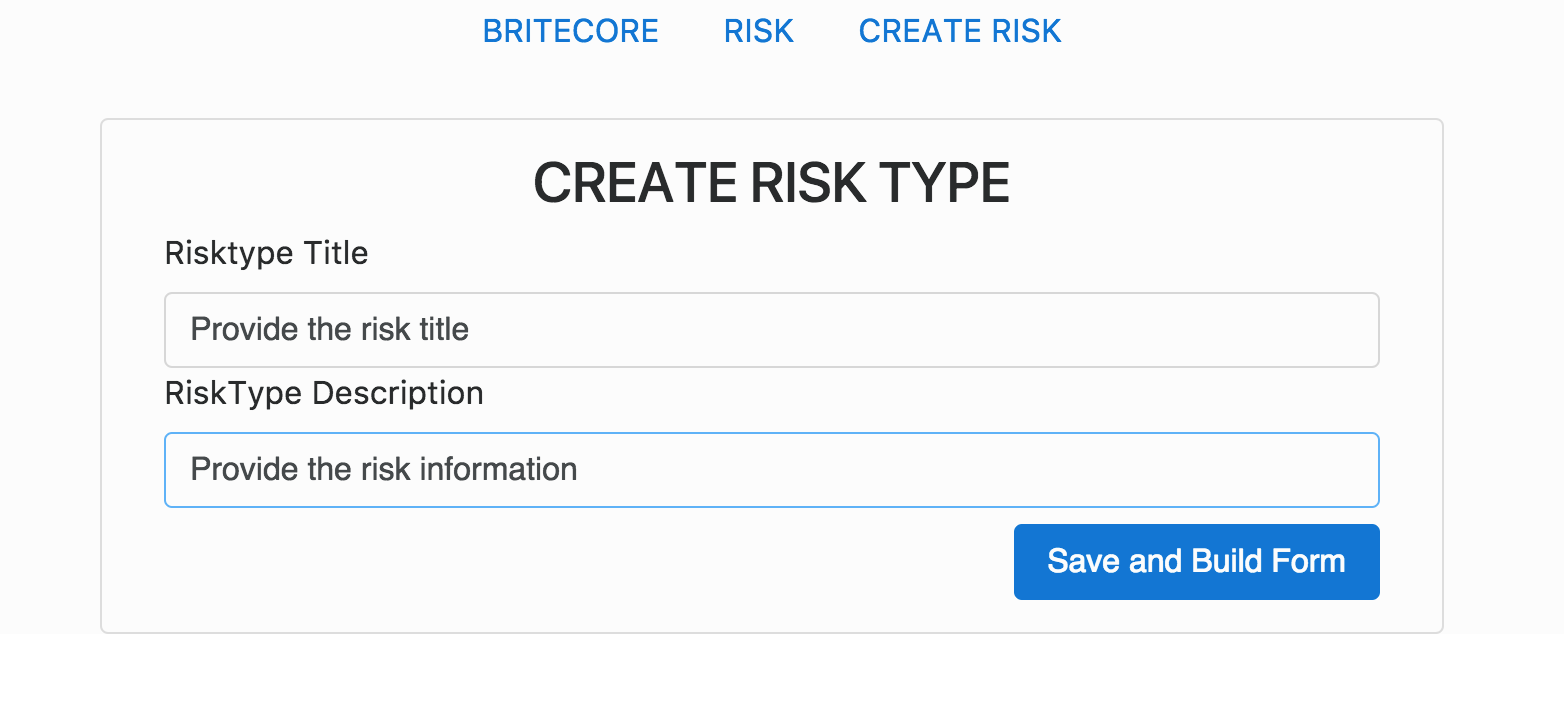 BRITECORE RISK CREATE RISK
CREATE RISK TYPE
Risktype Title
Provide the risk title
RiskType Description
Provide the risk information
Save and Build Form